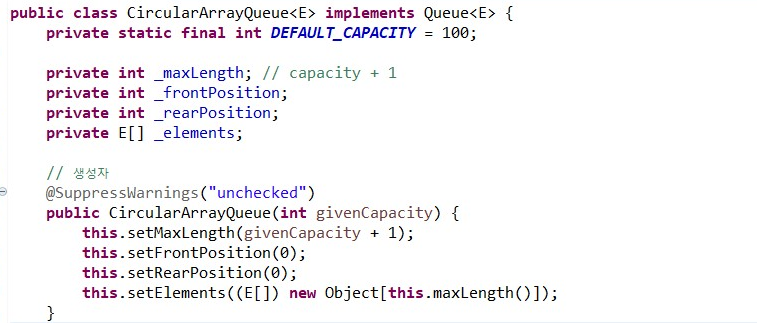 public class CircularArrayQueue<E> implements Queue<E> {
    private static final int DEFAULT_CAPACITY = 100;

    private int _maxLength; // capacity + 1
    private int _frontPosition;
    private int _rearPosition;
    private E[] _elements;

    // 생성자
    @SuppressWarnings("unchecked")
    public CircularArrayQueue(int givenCapacity) {
        this.setMaxLength(givenCapacity + 1);
        this.setFrontPosition(0);
        this.setRearPosition(0);
        this.setElements((E[]) new Object[this.maxLength()]);
    }